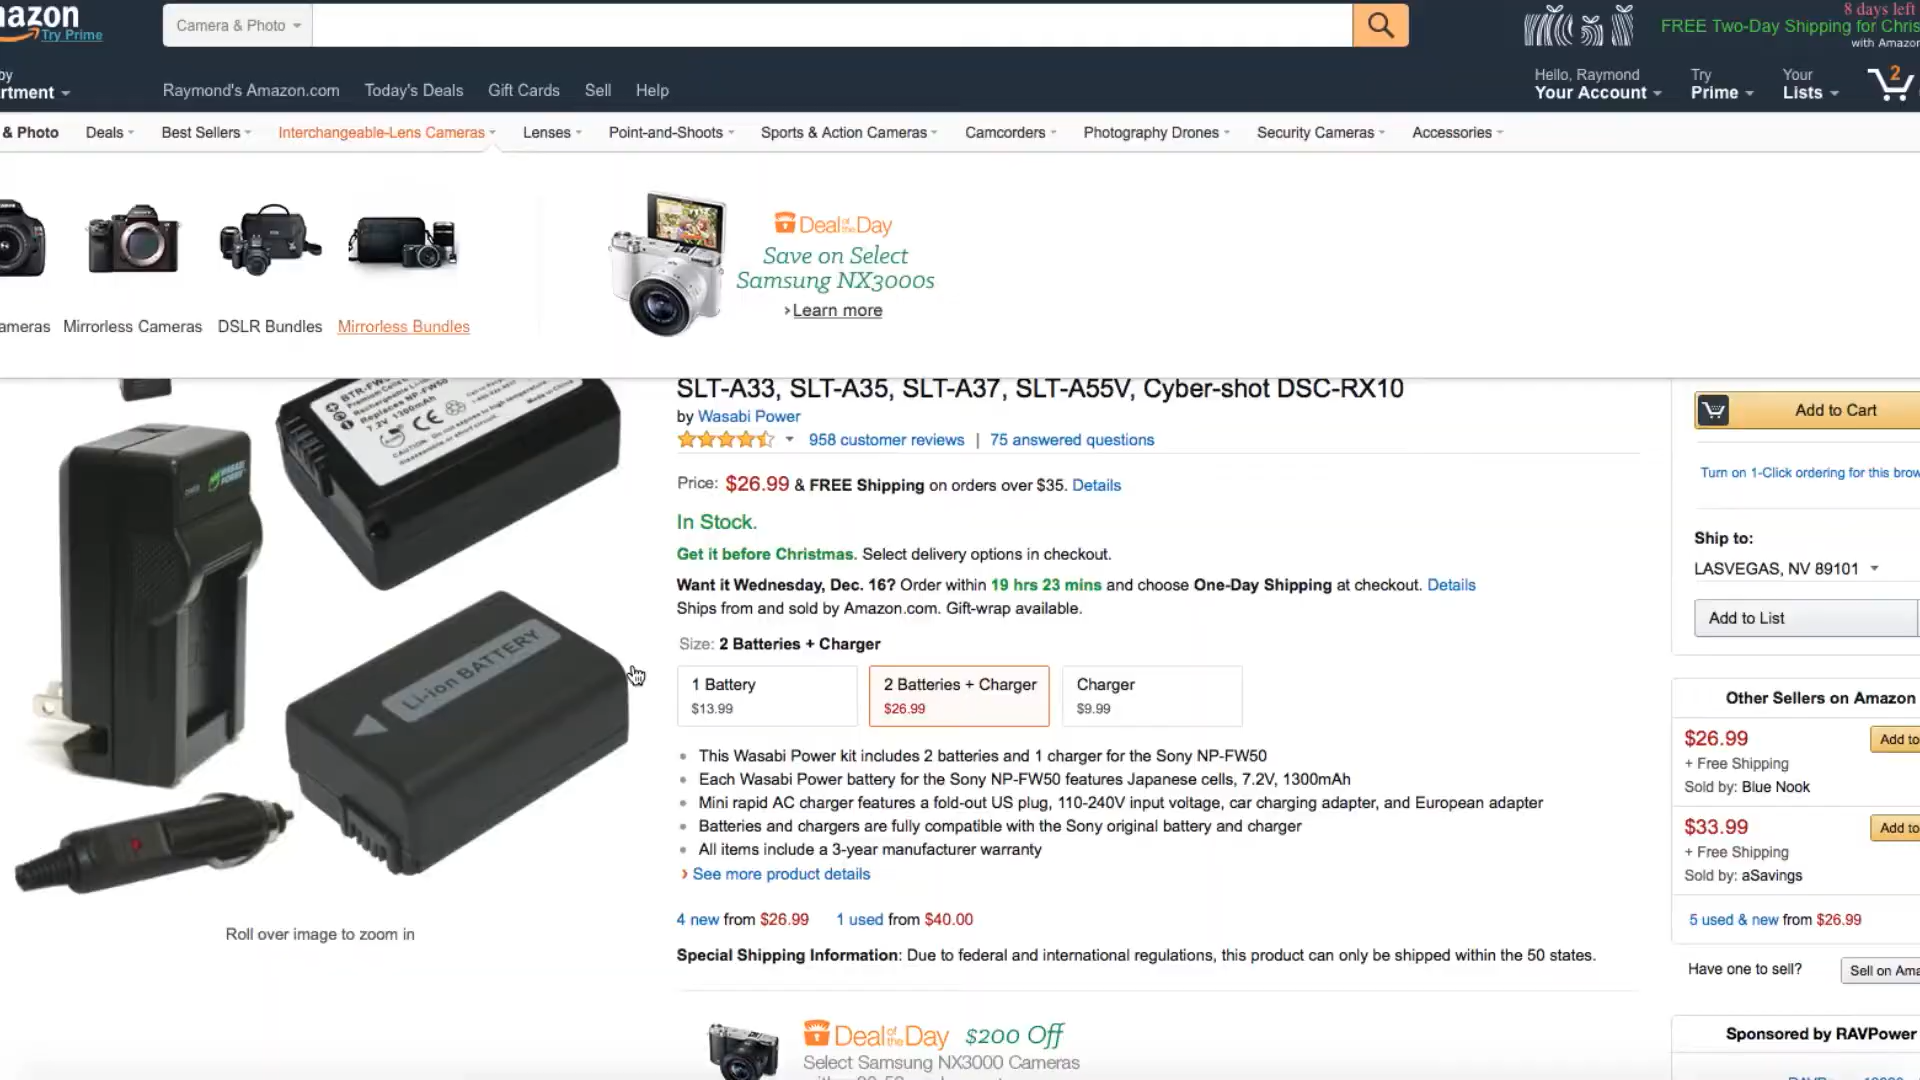 mazon
Try Prime
Camera & Photo
8 days left
FREE Two-Day Shipping for Chris
with Amazon
by
rtment
Raymond's Amazon.com Today's Deals Gift Cards Sell Help
Hello, Raymond
Your Account
Try
Prime
Your
Lists
2
& Photo Deals Best Sellers Interchangeable-Lens Cameras Lenses Point-and-Shoots Sports & Action Cameras Camcorders Photography Drones Security Cameras Accessories
ameras Mirrorless Cameras DSLR Bundles Mirrorless Bundles
Deal of the Day
Save on Select
Samsung NX3000s
›Learn more
SLT-A33, SLT-A35, SLT-A37, SLT-A55V, Cyber-shot DSC-RX10
by Wasabi Power
958 customer reviews | 75 answered questions
Price: $26.99 & FREE Shipping on orders over $35. Details
In Stock.
Get it before Christmas. Select delivery options in checkout.
Want it Wednesday, Dec. 16? Order within 19 hrs 23 mins and choose One-Day Shipping at checkout. Details
Ships from and sold by Amazon.com. Gift-wrap available.
Size: 2 Batteries + Charger
1 Battery
$13.99
2 Batteries + Charger
$26.99
Charger
$9.99
This Wasabi Power kit includes 2 batteries and 1 charger for the Sony NP-FW50
Each Wasabi Power battery for the Sony NP-FW50 features Japanese cells, 7.2V, 1300mAh
Mini rapid AC charger features a fold-out US plug, 110-240V input voltage, car charging adapter, and European adapter
Batteries and chargers are fully compatible with the Sony original battery and charger
All items include a 3-year manufacturer warranty
› See more product details
4 new from $26.99 1 used from $40.00
Special Shipping Information: Due to federal and international regulations, this product can only be shipped within the 50 states.
Deal of the Day $200 Off
Select Samsung NX3000 Cameras
WASABI
POWER
Replaces NP-FW50
7.2V 1300mAh
CE
Li-ion BATTERY
Roll over image to zoom in
Add to Cart
Turn on 1-Click ordering for this brow
Ship to:
LASVEGAS, NV 89101
Add to List
Other Sellers on Amazon
$26.99
Add to
+ Free Shipping
Sold by: Blue Nook
$33.99
Add to
+ Free Shipping
Sold by: aSavings
5 used & new from $26.99
Have one to sell?
Sell on Ama
Sponsored by RAVPower